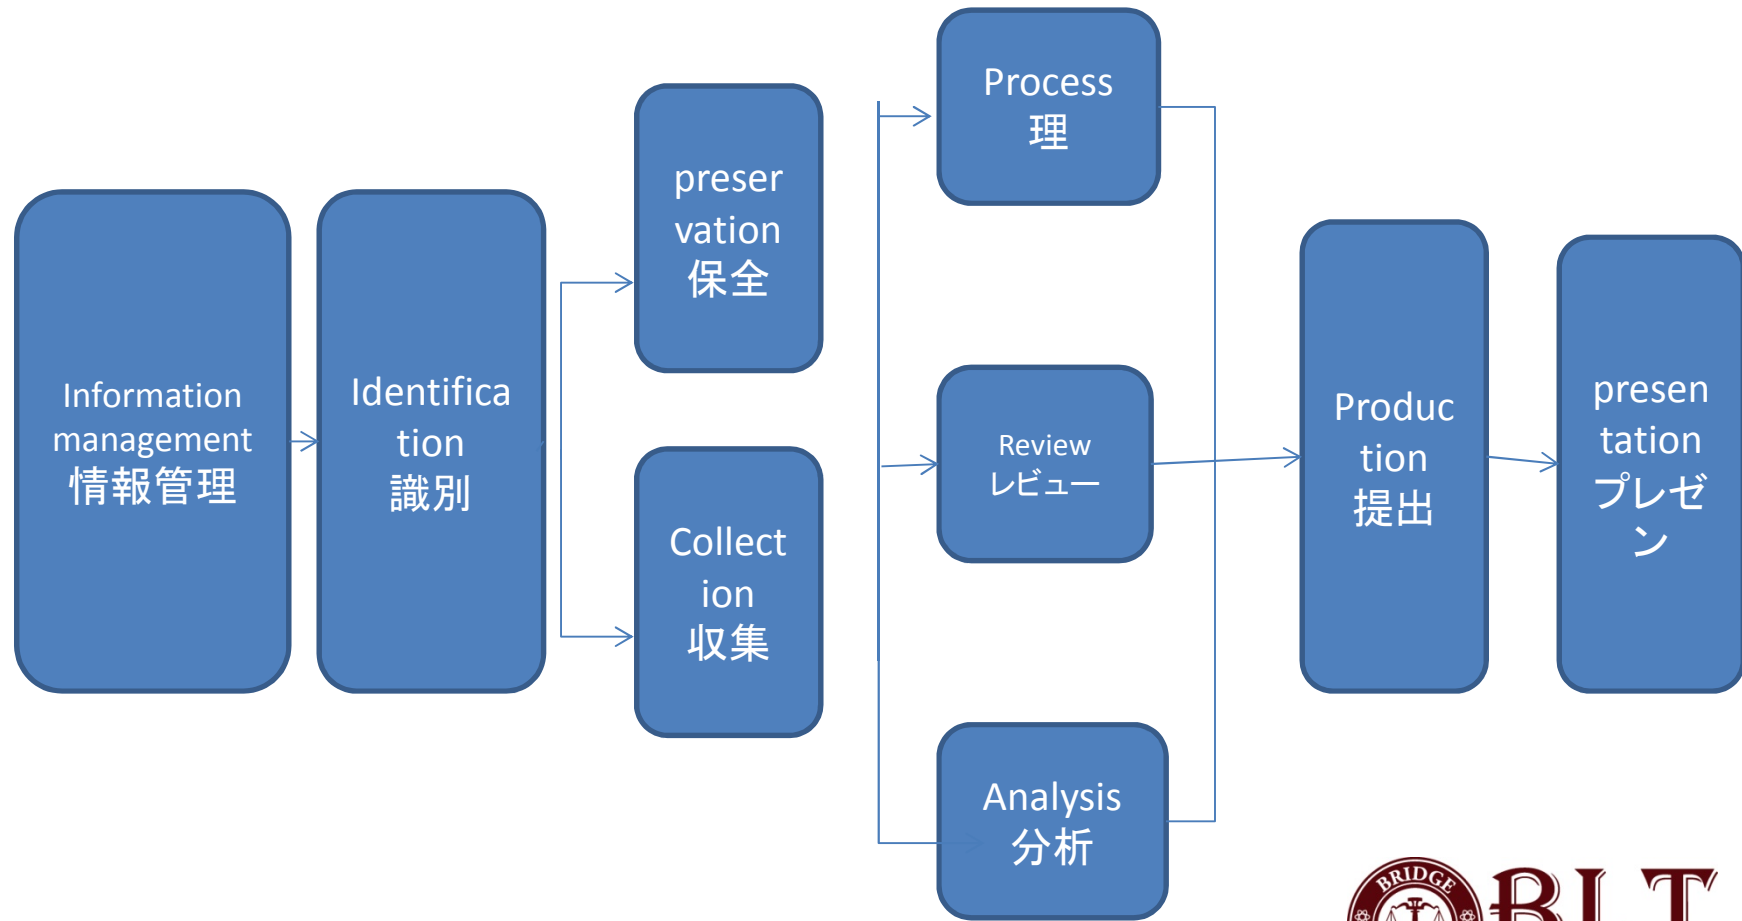 Information
management
情報管理
Identifica
tion
識別
preser
vation
保全
Collect
ion
収集
Process
理
Review
レビュー
Analysis
分析
Produc
tion
提出
presen
tation
プレゼ
ン
BRIDGE
BLT